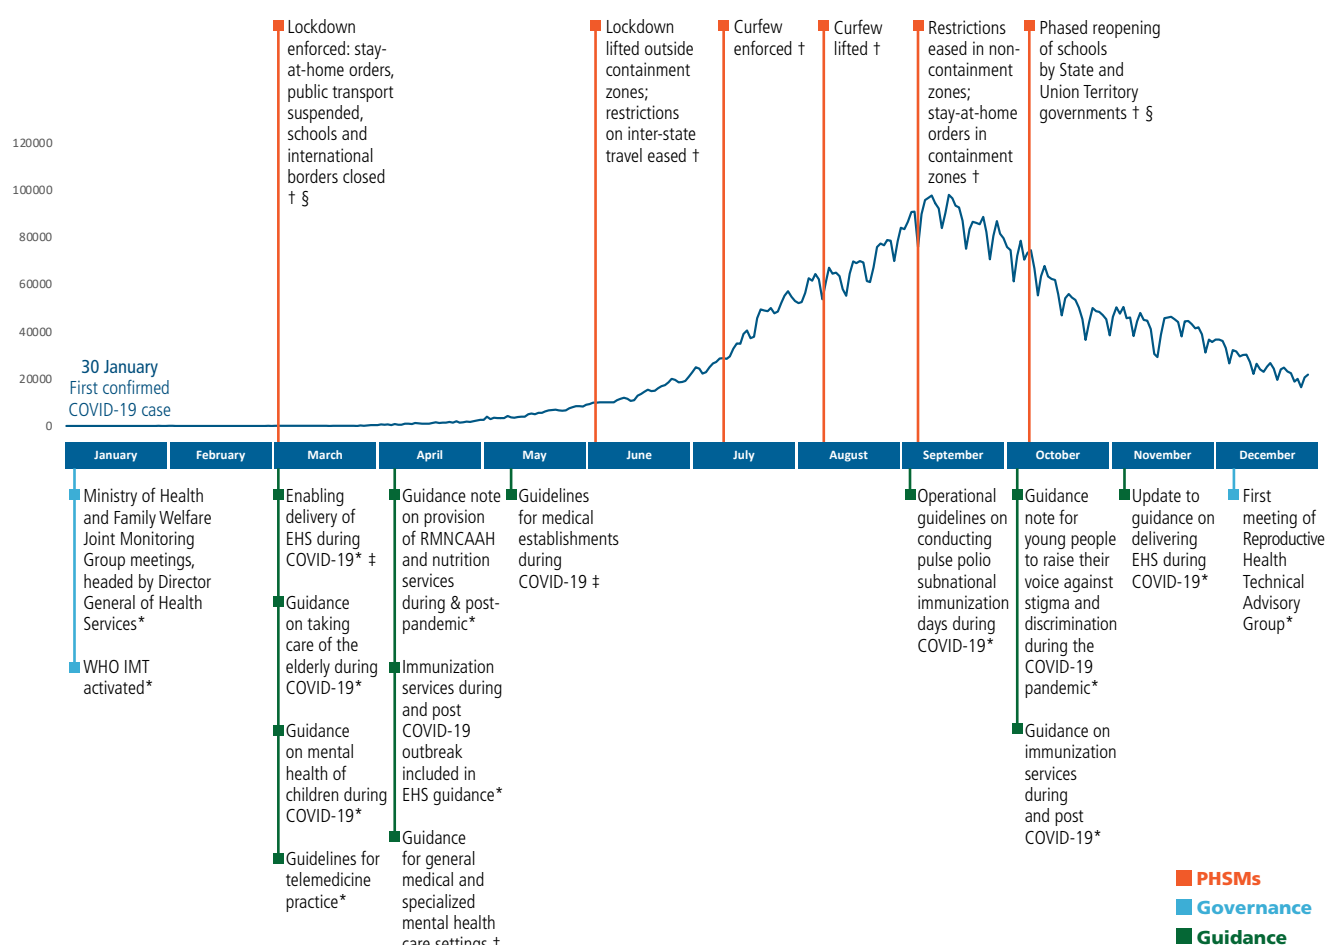 Lockdown
enforced: stay-
at-home orders,
public transport
suspended,
schools and
international
borders closed
† §
Lockdown
lifted outside
containment
zones;
restrictions
on inter-state
travel eased †
Curfew
enforced †
Curfew
lifted †
Restrictions
eased in non-
containment
zones;
stay-at-home
orders in
containment
zones †
Phased reopening
of schools
by State and
Union Territory
governments † §
120000
100000
80000
60000
40000
20000
0
30 January
First confirmed
COVID-19 case
January
February
March
April
May
June
July
August
September
October
November
December
Ministry of Health
and Family Welfare
Joint Monitoring
Group meetings,
headed by Director
General of Health
Services*
WHO IMT
activated*
Enabling
delivery of
EHS during
COVID-19* ‡
Guidance
on taking
care of the
elderly during
COVID-19*
Guidance
on mental
health of
children during
COVID-19*
Guidelines for
telemedicine
practice*
Guidance note
on provision
of RMNCAAH
and nutrition
services
during & post-
pandemic*
Immunization
services during
and post
COVID-19
outbreak
included in
EHS guidance*
Guidance
for general
medical and
specialized
mental health
care settings
Guidelines
for medical
establishments
during
COVID-19 ‡
Operational
guidelines on
conducting
pulse polio
subnational
immunization
days during
COVID-19*
Guidance
note for
young people
to raise their
voice against
stigma and
discrimination
during the
COVID-19
pandemic*
Guidance on
immunization
services
during
and post
COVID-19*
Update to
guidance on
delivering
EHS during
COVID-19*
First
meeting of
Reproductive
Health
Technical
Advisory
Group*
PHSMs
Governance
Guidance